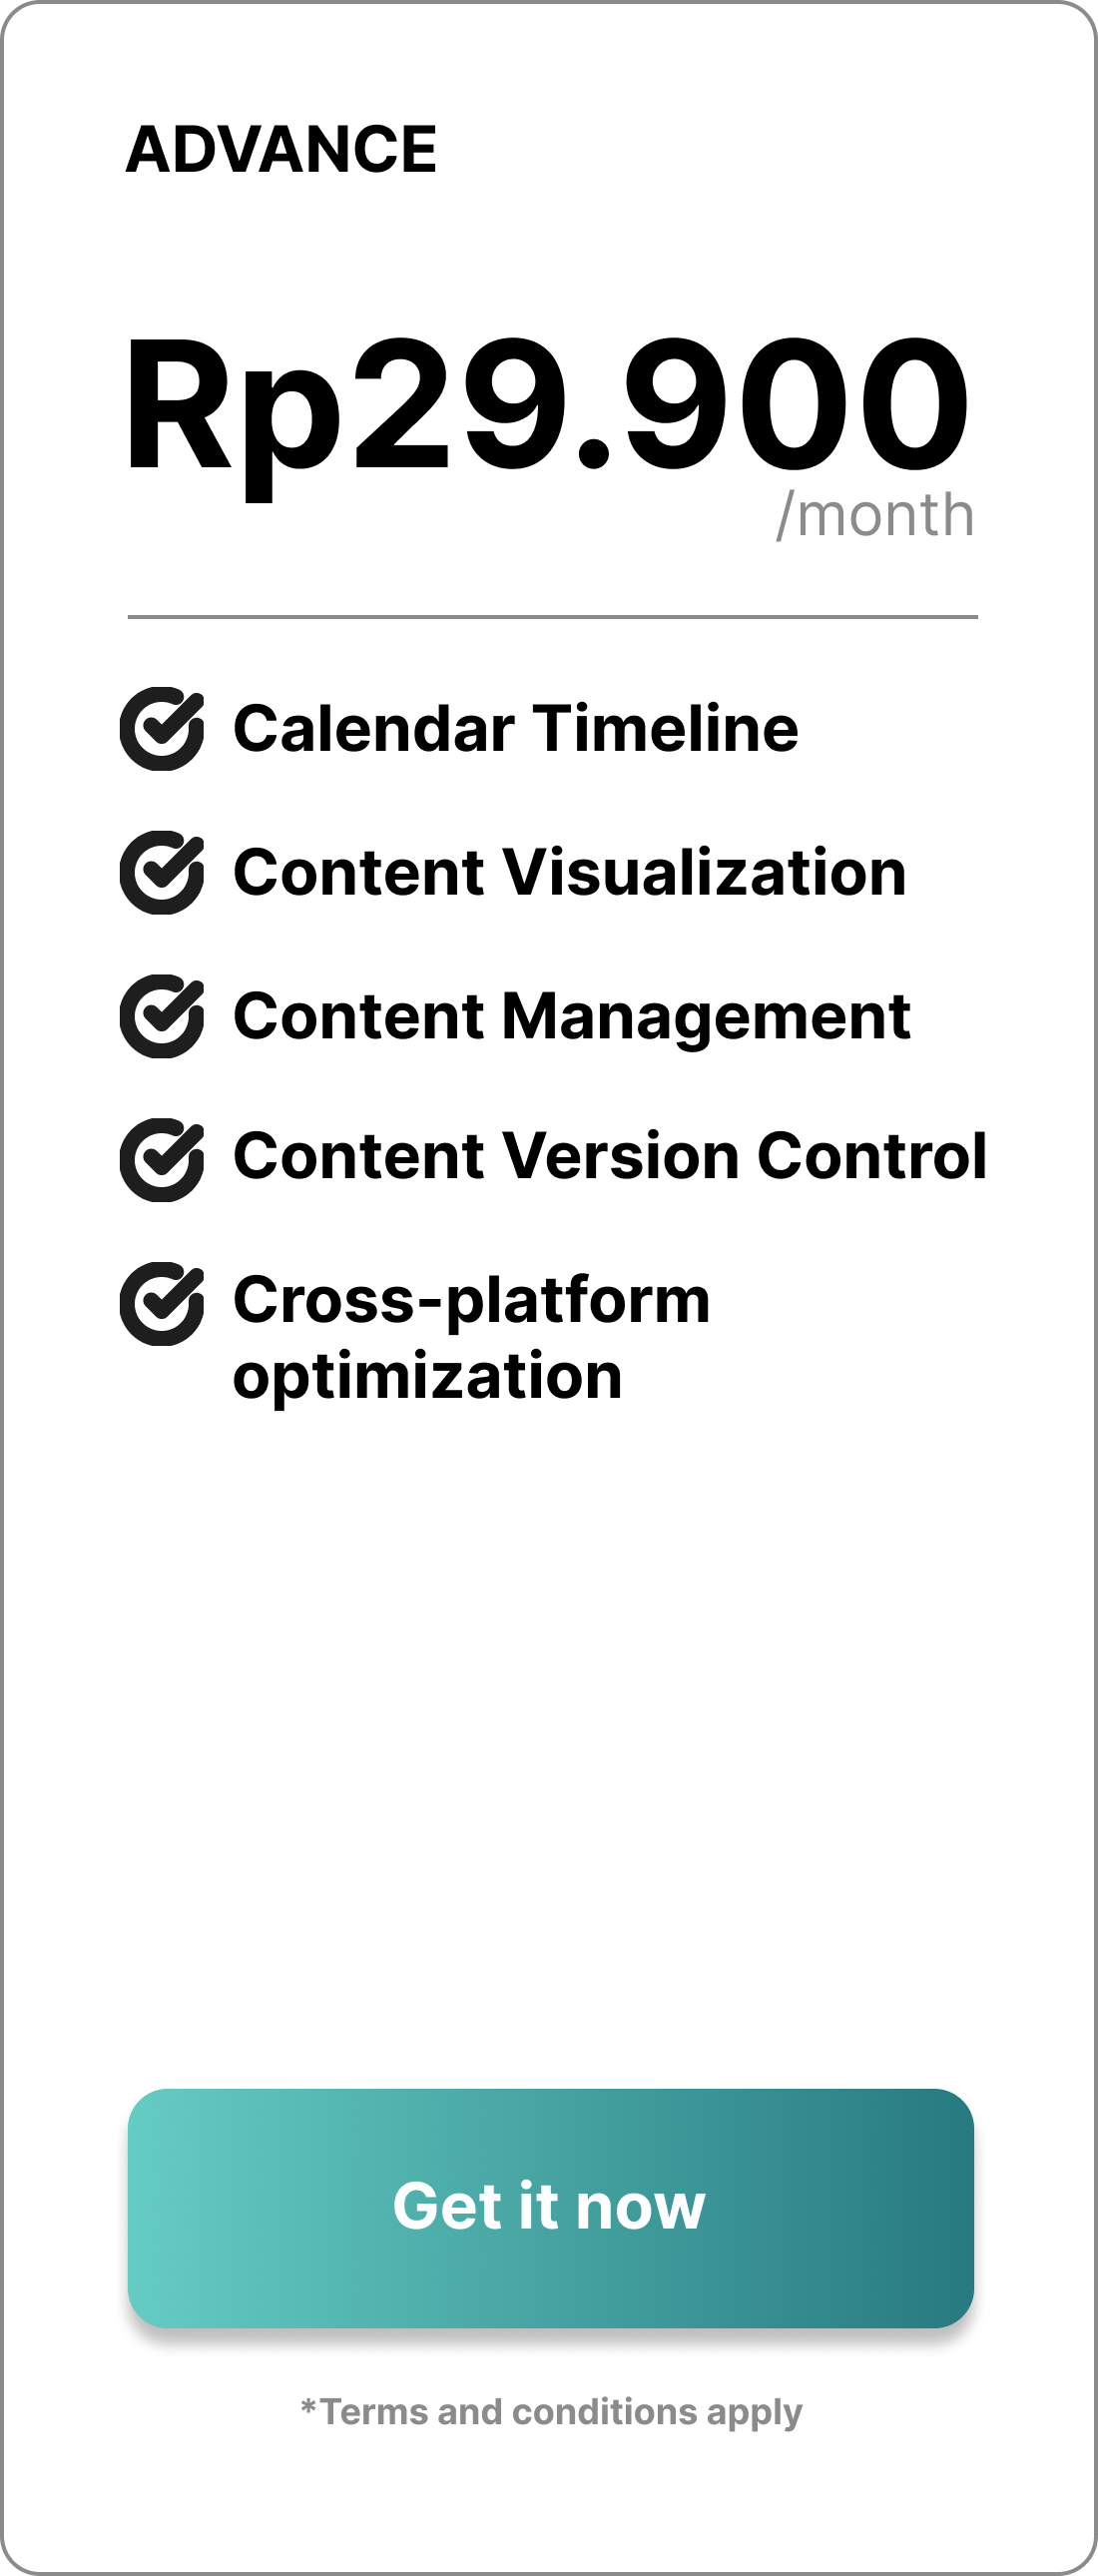 ADVANCE
Rp29.900
/month
Calendar Timeline
Content Visualization
Content Management
Content Version Control
Cross-platform
optimization
Get it now
*Terms and conditions apply